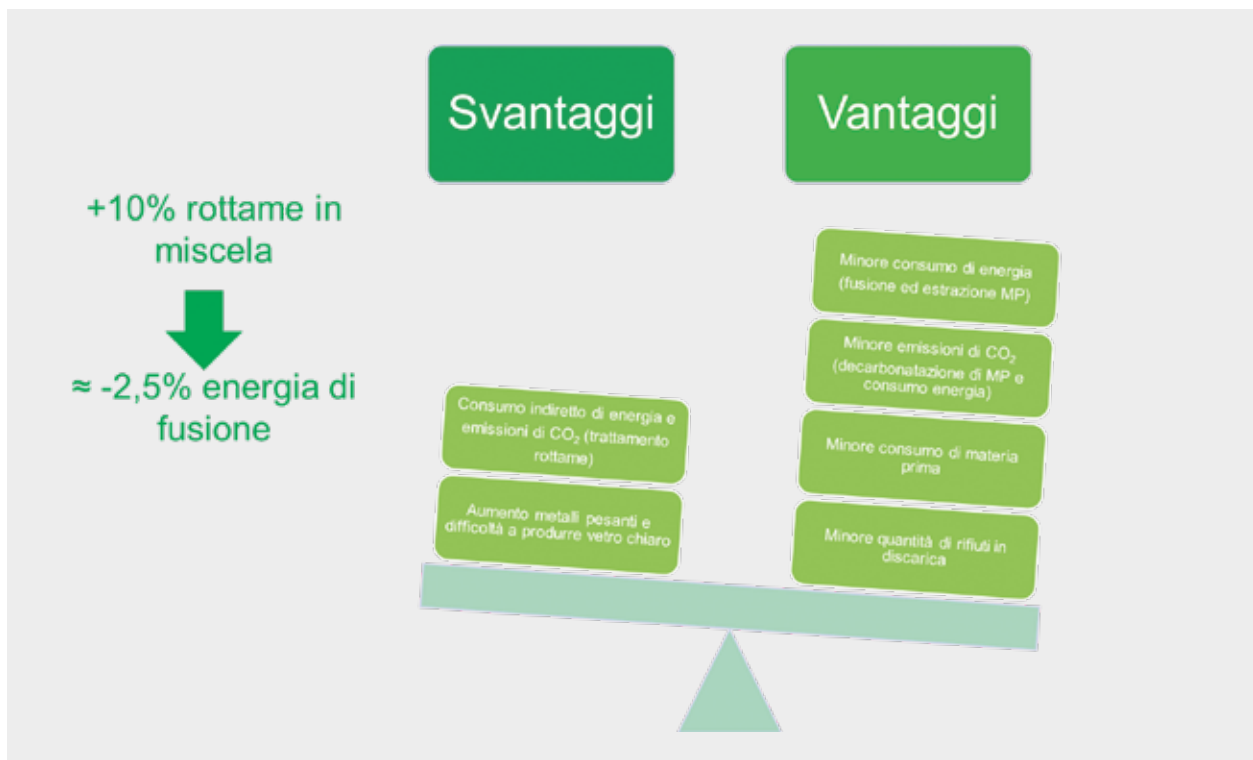 Svantaggi
Vantaggi
+10% rottame in
miscela
≈ -2,5% energia di
fusione
Consumo indiretto di energia e
emissioni di CO₂ (trattamento
rottame)
Aumento metalli pesanti e
difficoltà a produrre vetro chiaro
Minore consumo di energia
(fusione ed estrazione MP)
Minore emissioni di CO₂
(decarbonatazione di MP e
consumo energia)
Minore consumo di materia
prima
Minore quantità di rifiuti in
discarica